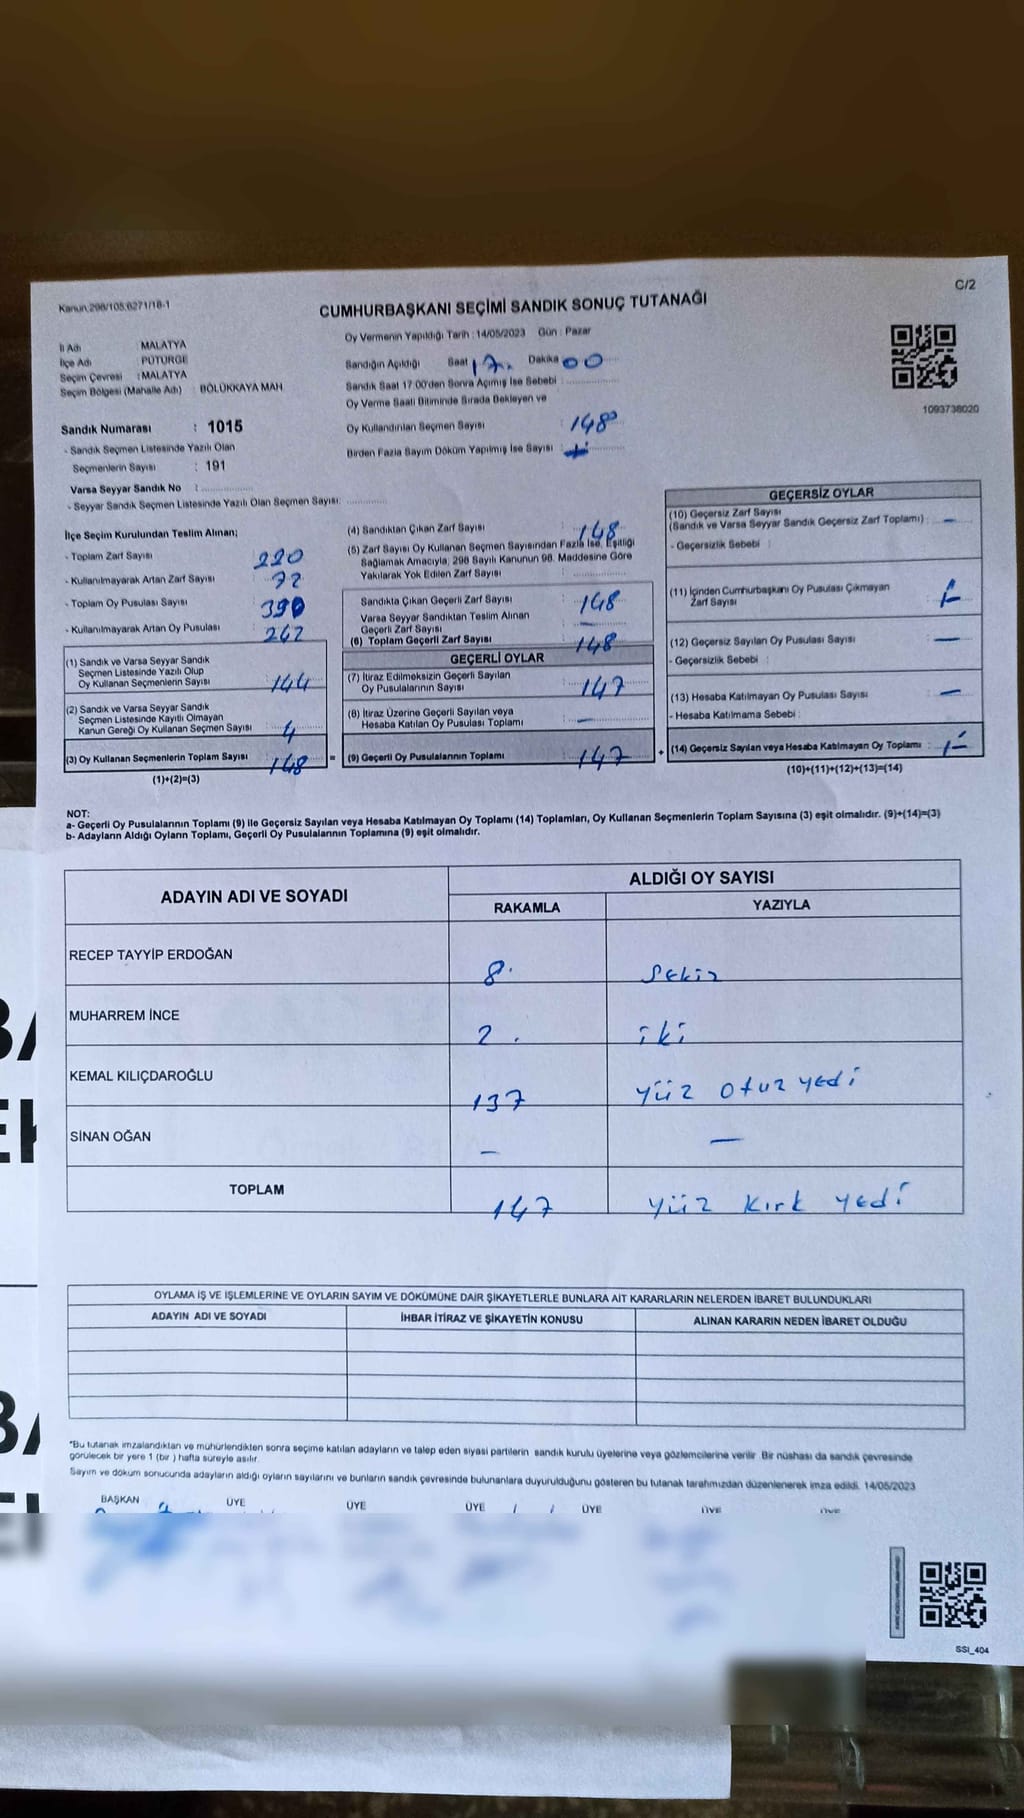 C/2
Kanun:298/105,6271/18-1
CUMHURBAŞKANI SEÇİMİ SANDIK SONUÇ TUTANAĞI
İl Adı : MALATYA
İlçe Adı : PÜTÜRGE
Seçim Çevresi : MALATYA
Seçim Bölgesi (Mahalle Adı) : BÖLÜKKAYA MAH
Sandık Numarası : 1015
- Sandık Seçmen Listesinde Yazılı Olan
Seçmenlerin Sayısı : 191
Varsa Seyyar Sandık No :
- Seyyar Sandık Seçmen Listesinde Yazılı Olan Seçmen Sayısı:
Oy Vermenin Yapıldığı Tarih : 14/05/2023 Gün : Pazar
Sandığın Açıldığı Saat 17. Dakika 00
Sandık Saat 17.00'den Sonra Açımış İse Sebebi :
Oy Verme Saati Bitiminde Sırada Bekleyen ve
Oy Kullandırılan Seçmen Sayısı 148
Birden Fazla Sayım Döküm Yapılmış İse Sayısı :
1093738020
İlçe Seçim Kurulundan Teslim Alınan;
- Toplam Zarf Sayısı 220
- Kullanılmayarak Artan Zarf Sayısı : 72
- Toplam Oy Pusulası Sayısı : 390
- Kullanılmayarak Artan Oy Pusulası : 242
(1) Sandık ve Varsa Seyyar Sandık
Seçmen Listesinde Yazılı Olup
Oy Kullanan Seçmenlerin Sayısı : 144
(2) Sandık ve Varsa Seyyar Sandık
Seçmen Listesinde Kayıtlı Olmayan
Kanun Gereği Oy Kullanan Seçmen Sayısı : 4
(3) Oy Kullanan Seçmenlerin Toplam Sayısı : 148
(1)+(2)=(3)
=
(4) Sandıktan Çıkan Zarf Sayısı : 148
(5) Zarf Sayısı Oy Kullanan Seçmen Sayısından Fazla İse, Eşitliği
Sağlamak Amacıyla, 298 Sayılı Kanunun 98. Maddesine Göre
Yakılarak Yok Edilen Zarf Sayısı :
Sandıkta Çıkan Geçerli Zarf Sayısı : 148
Varsa Seyyar Sandıktan Teslim Alınan
Geçerli Zarf Sayısı : —
(6) Toplam Geçerli Zarf Sayısı : 148
GEÇERLİ OYLAR
(7) İtiraz Edilmeksizin Geçerli Sayılan
Oy Pusulalarının Sayısı : 147
(8) İtiraz Üzerine Geçerli Sayılan veya
Hesaba Katılan Oy Pusulası Toplamı : —
(9) Geçerli Oy Pusulalarının Toplamı : 147
+
GEÇERSİZ OYLAR
(10) Geçersiz Zarf Sayısı
(Sandık ve Varsa Seyyar Sandık Geçersiz Zarf Toplamı) : —
- Geçersizlik Sebebi :
(11) İçinden Cumhurbaşkanı Oy Pusulası Çıkmayan
Zarf Sayısı :
(12) Geçersiz Sayılan Oy Pusulası Sayısı : —
- Geçersizlik Sebebi :
(13) Hesaba Katılmayan Oy Pusulası Sayısı : —
- Hesaba Katılmama Sebebi :
(14) Geçersiz Sayılan veya Hesaba Katılmayan Oy Toplamı :
(10)+(11)+(12)+(13)=(14)
NOT:
a- Geçerli Oy Pusulalarının Toplamı (9) ile Geçersiz Sayılan veya Hesaba Katılmayan Oy Toplamı (14) Toplamları, Oy Kullanan Seçmenlerin Toplam Sayısına (3) eşit olmalıdır. (9)+(14)=(3)
b- Adayların Aldığı Oyların Toplamı, Geçerli Oy Pusulalarının Toplamına (9) eşit olmalıdır.
ADAYIN ADI VE SOYADI
ALDIĞI OY SAYISI
RAKAMLA YAZIYLA
RECEP TAYYİP ERDOĞAN 8. sekiz
MUHARREM İNCE 2. iki
KEMAL KILIÇDAROĞLU 137 yüz otuz yedi
SİNAN OĞAN — —
TOPLAM 147 yüz kırk yedi
OYLAMA İŞ VE İŞLEMLERİNE VE OYLARIN SAYIM VE DÖKÜMÜNE DAİR ŞİKAYETLERLE BUNLARA AİT KARARLARIN NELERDEN İBARET BULUNDUKLARI
ADAYIN ADI VE SOYADI İHBAR İTİRAZ VE ŞİKAYETİN KONUSU ALINAN KARARIN NEDEN İBARET OLDUĞU
*Bu tutanak imzalandıktan ve mühürlendikten sonra seçime katılan adayların ve talep eden siyasi partilerin sandık kurulu üyelerine veya gözlemcilerine verilir. Bir nüshası da sandık çevresinde
görülecek bir yere 1 (bir ) hafta süreyle asılır.
Sayım ve döküm sonucunda adayların aldığı oyların sayılarını ve bunların sandık çevresinde bulunanlara duyurulduğunu gösteren bu tutanak tarafımızdan düzenlenerek imza edildi. 14/05/2023
BAŞKAN ÜYE ÜYE ÜYE ÜYE ÜYE ÜYE
SSI_404